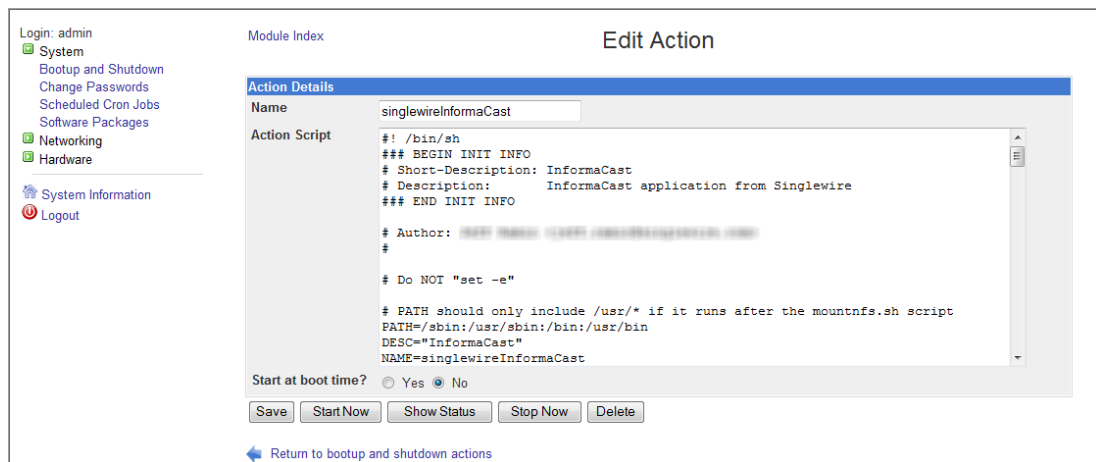 Login: admin
System
Bootup and Shutdown
Change Passwords
Scheduled Cron Jobs
Software Packages
Networking
Hardware
System Information
Logout
Module Index
Edit Action
Action Details
Name
singlewireInformaCast
Action Script
#! /bin/sh
### BEGIN INIT INFO
# Short-Description: InformaCast
# Description:       InformaCast application from Singlewire
### END INIT INFO
# Author:
#
# Do NOT "set -e"
# PATH should only include /usr/* if it runs after the mountnfs.sh script
PATH=/sbin:/usr/sbin:/bin:/usr/bin
DESC="InformaCast"
NAME=singlewireInformaCast
Start at boot time? Yes No
Save Start Now Show Status Stop Now Delete
Return to bootup and shutdown actions